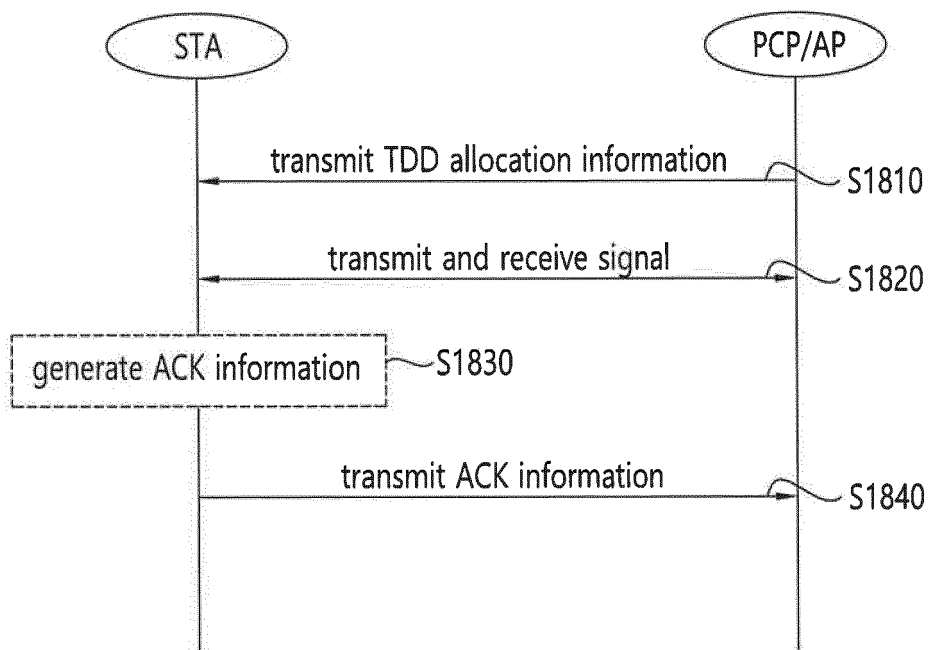 STA
PCP/AP
transmit TDD allocation information
S1810
transmit and receive signal
S1820
generate ACK information
S1830
transmit ACK information
S1840